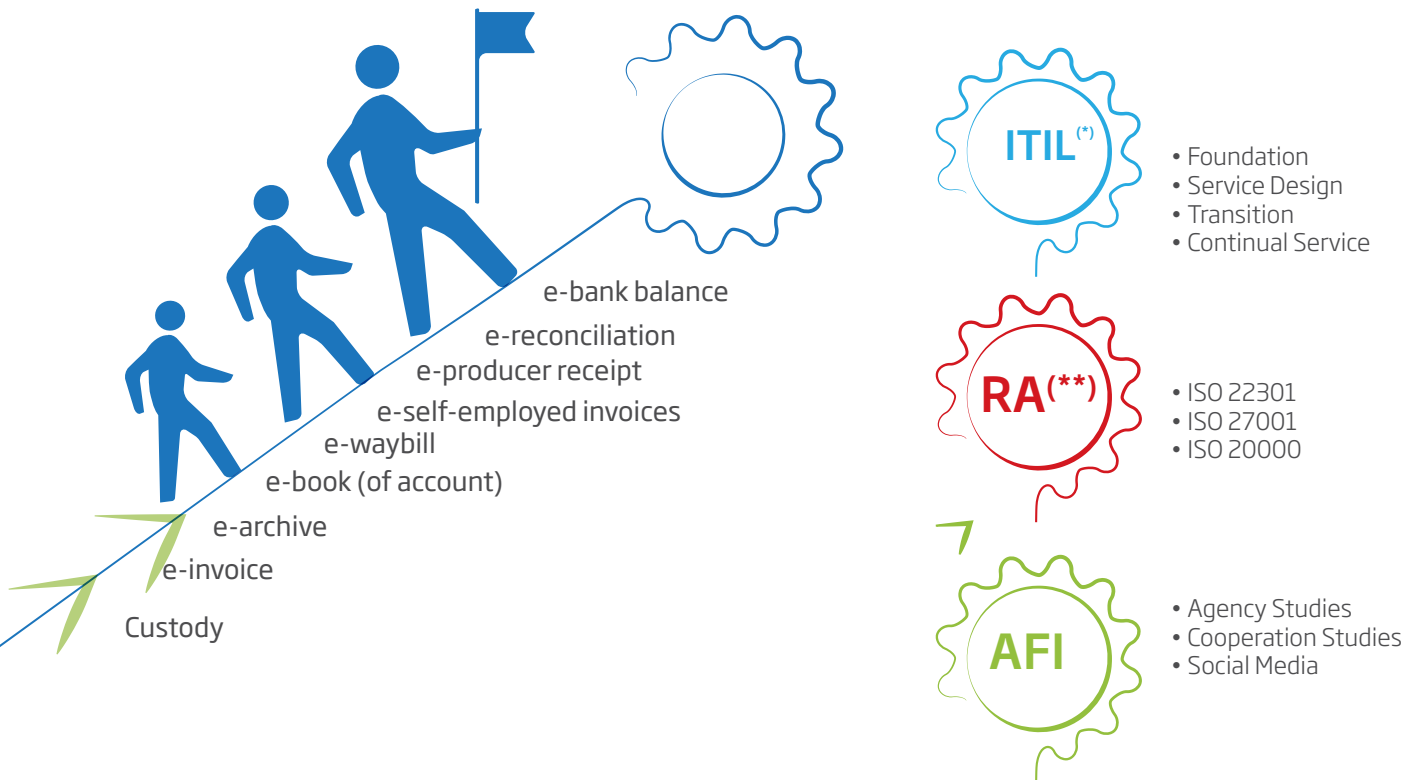 e-bank balance
e-reconciliation
e-producer receipt
e-self-employed invoices
e-waybill
e-book (of account)
e-archive
e-invoice
Custody
ITIL(*)
• Foundation
• Service Design
• Transition
• Continual Service
RA(**)
• ISO 22301
• ISO 27001
• ISO 20000
AFI
• Agency Studies
• Cooperation Studies
• Social Media